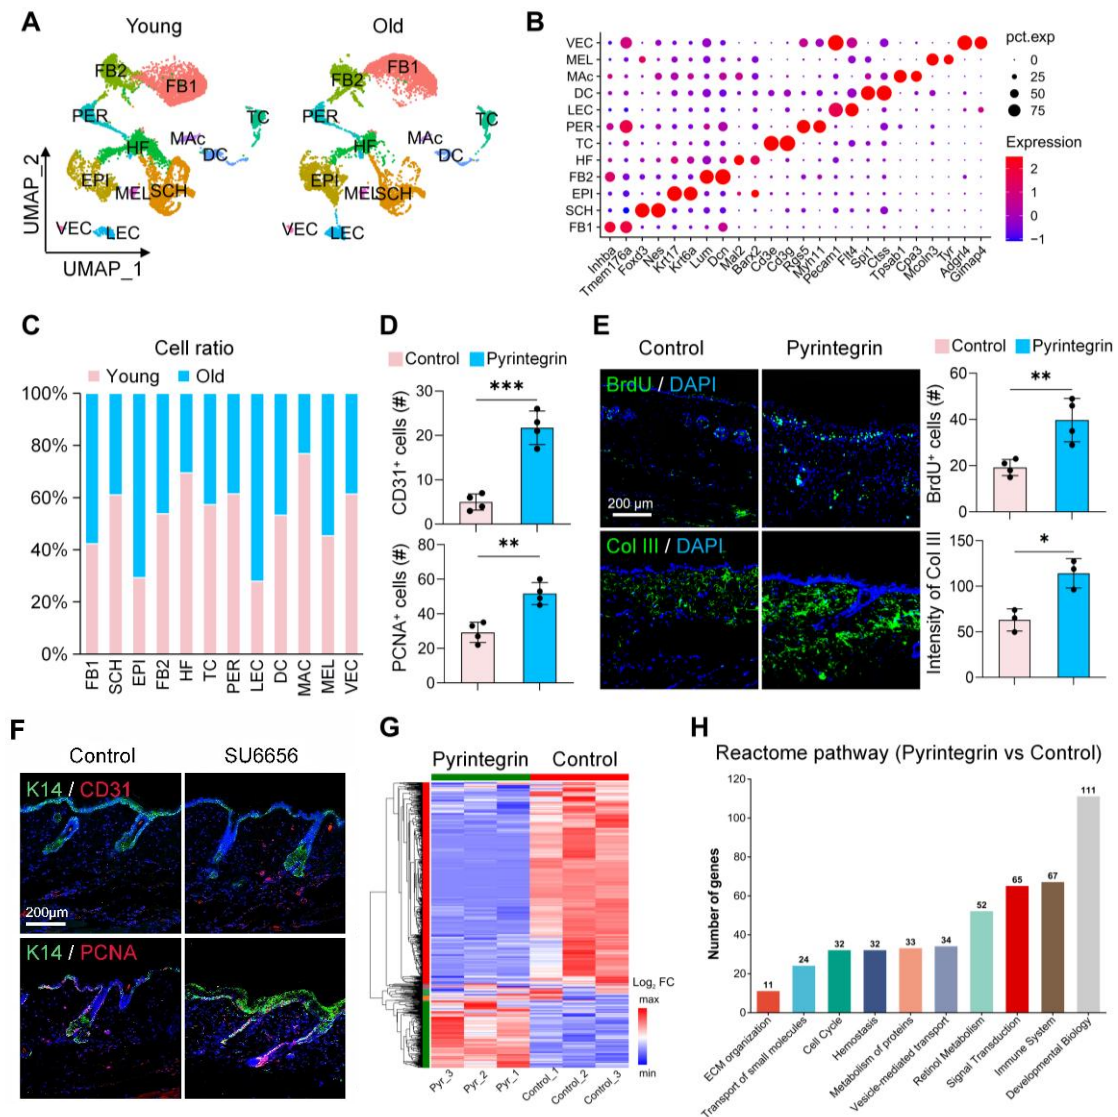 A
Young
Old
FB2
FB1
PER
HF
MAc
TC
DC
EPI
MEL
SCH
VEC
LEC
FB2
FB1
PER
HF
MAc
TC
DC
EPI
MEL
SCH
VEC
LEC
UMAP_2
UMAP_1
B
VEC
MEL
MAc
DC
LEC
PER
TC
HF
FB2
EPI
SCH
FB1
Inhba
Tmem176a
Foxd3
Nes
Krt17
Krt6a
Lum
Dcn
Mal2
Barx2
Cd3e
Cd3g
Rgs5
Myh11
Pecam1
Flt4
Spi1
Ctss
Tpsab1
Cpa3
Mcoln3
Tyr
Adgrl4
Gimap4
pct.exp
0
25
50
75
Expression
2
1
0
−1
C
Cell ratio
Young Old
100%
80%
60%
40%
20%
0%
FB1
SCH
EPI
FB2
HF
TC
PER
LEC
DC
MAC
MEL
VEC
D
Control Pyrintegrin
CD31+ cells (#)
30
20
10
0
***
PCNA+ cells (#)
80
60
40
20
0
**
E
Control
Pyrintegrin
BrdU / DAPI
200 μm
Col III / DAPI
Control Pyrintegrin
BrdU+ cells (#)
60
40
20
0
**
Intensity of Col III
150
100
50
0
*
F
Control
SU6656
K14 / CD31
200μm
K14 / PCNA
G
Pyrintegrin
Control
Pyr_3
Pyr_2
Pyr_1
Control_1
Control_2
Control_3
Log2 FC
max
min
H
Reactome pathway (Pyrintegrin vs Control)
Number of genes
120
100
80
60
40
20
0
11
24
32
32
33
34
52
65
67
111
ECM organization
Transport of small molecules
Cell Cycle
Hemostasis
Metabolism of proteins
Vesicle-mediated transport
Retinol Metabolism
Signal Transduction
Immune System
Developmental Biology